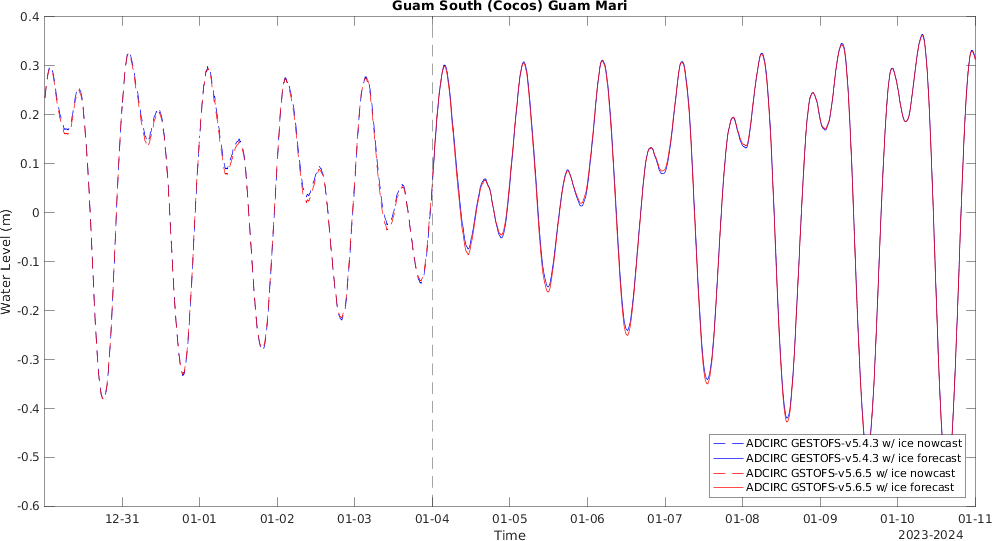 Guam South (Cocos) Guam Mari
0.4
0.3
0.2
0.1
0
-0.1
-0.2
-0.3
-0.4
-0.5
-0.6
Water Level (m)
ADCIRC GESTOFS-v5.4.3 w/ ice nowcast
ADCIRC GESTOFS-v5.4.3 w/ ice forecast
ADCIRC GSTOFS-v5.6.5 w/ ice nowcast
ADCIRC GSTOFS-v5.6.5 w/ ice forecast
12-31 01-01 01-02 01-03 01-04 01-05 01-06 01-07 01-08 01-09 01-10 01-11
Time
2023-2024